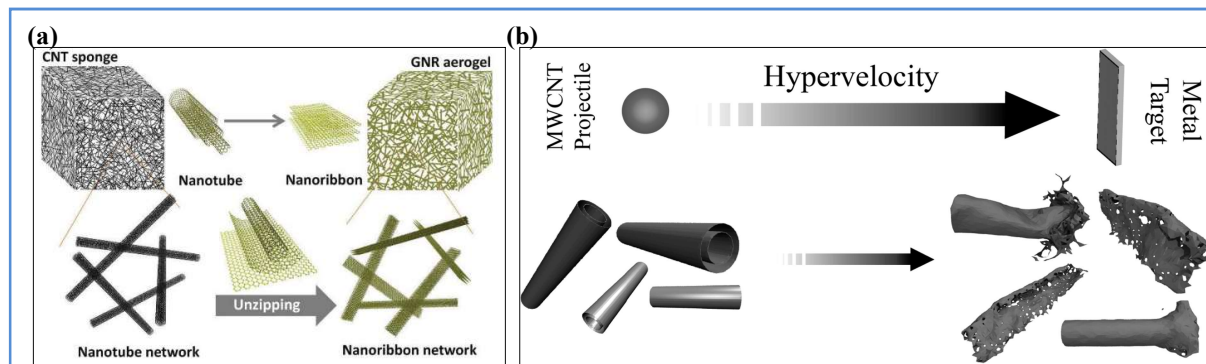 (a)
CNT sponge
GNR aerogel
Nanotube
Nanoribbon
Unzipping
Nanotube network
Nanoribbon network
(b)
MWCNT
Projectile
Hypervelocity
Metal
Target